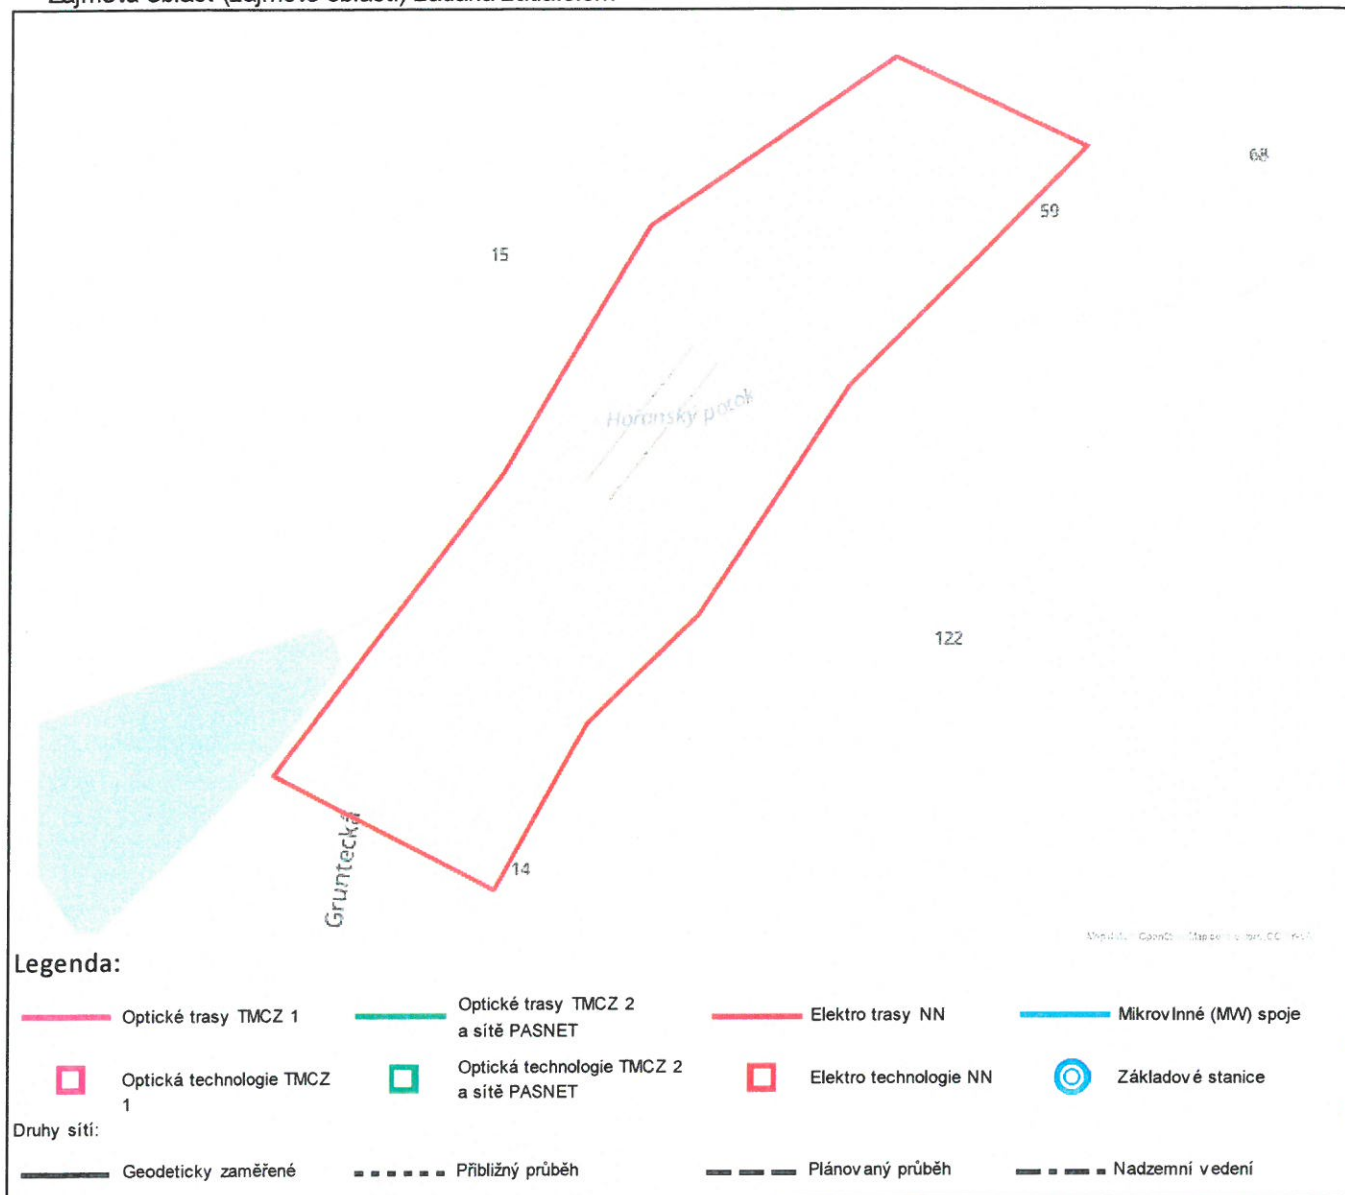 68
59
15
Hořanský potok
122
14
Gruntecká
Legenda:
Optické trasy TMCZ 1
Optické trasy TMCZ 2
a sítě PASNET
Elektro trasy NN
Mikrovlnné (MW) spoje
Optická technologie TMCZ
1
Optická technologie TMCZ 2
a sítě PASNET
Elektro technologie NN
Základové stanice
Druhy sítí:
Geodeticky zaměřené
Přibližný průběh
Plánovaný průběh
Nadzemní vedení